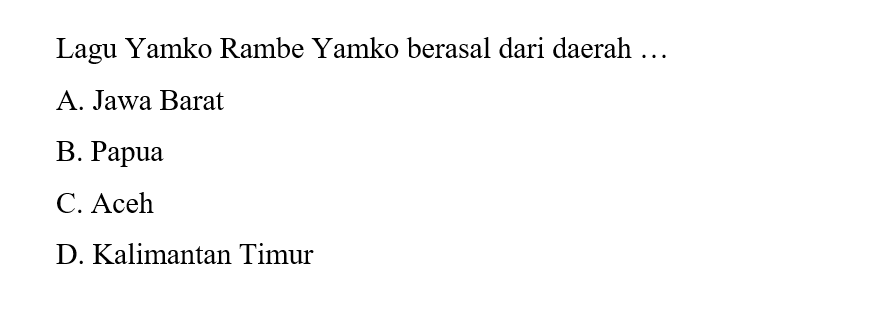 Lagu Yamko Rambe Yamko berasal dari daerah …
A. Jawa Barat
B. Papua
C. Aceh
D. Kalimantan Timur